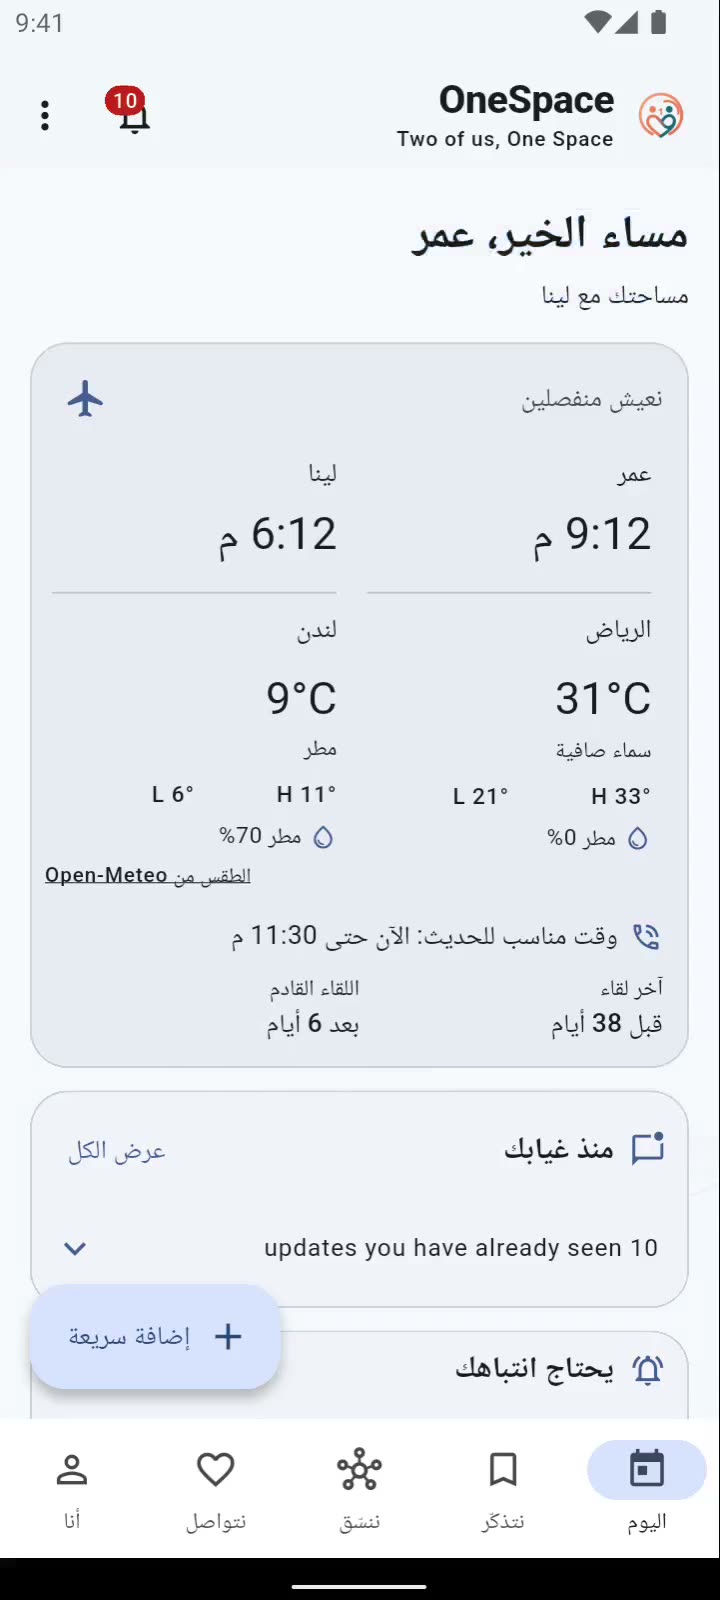 9:41
OneSpace
Two of us, One Space
10
مساء الخير، عمر
مساحتك مع لينا
نعيش منفصلين
عمر
9:12 م
لينا
6:12 م
الرياض
31°C
سماء صافية
H 33° L 21°
مطر 0%
لندن
9°C
مطر
H 11° L 6°
مطر 70%
الطقس من Open-Meteo
وقت مناسب للحديث: الآن حتى 11:30 م
آخر لقاء
قبل 38 أيام
اللقاء القادم
بعد 6 أيام
منذ غيابك
عرض الكل
10 updates you have already seen
يحتاج انتباهك
إضافة سريعة
اليوم
نتذكّر
ننسّق
نتواصل
أنا